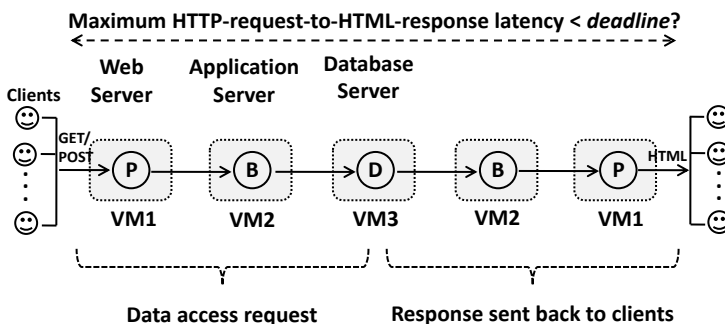 Maximum HTTP-request-to-HTML-response latency < deadline?
Web
Server
Application
Server
Database
Server
Clients
GET/
POST
P
B
D
B
P
HTML
VM1
VM2
VM3
VM2
VM1
Data access request
Response sent back to clients